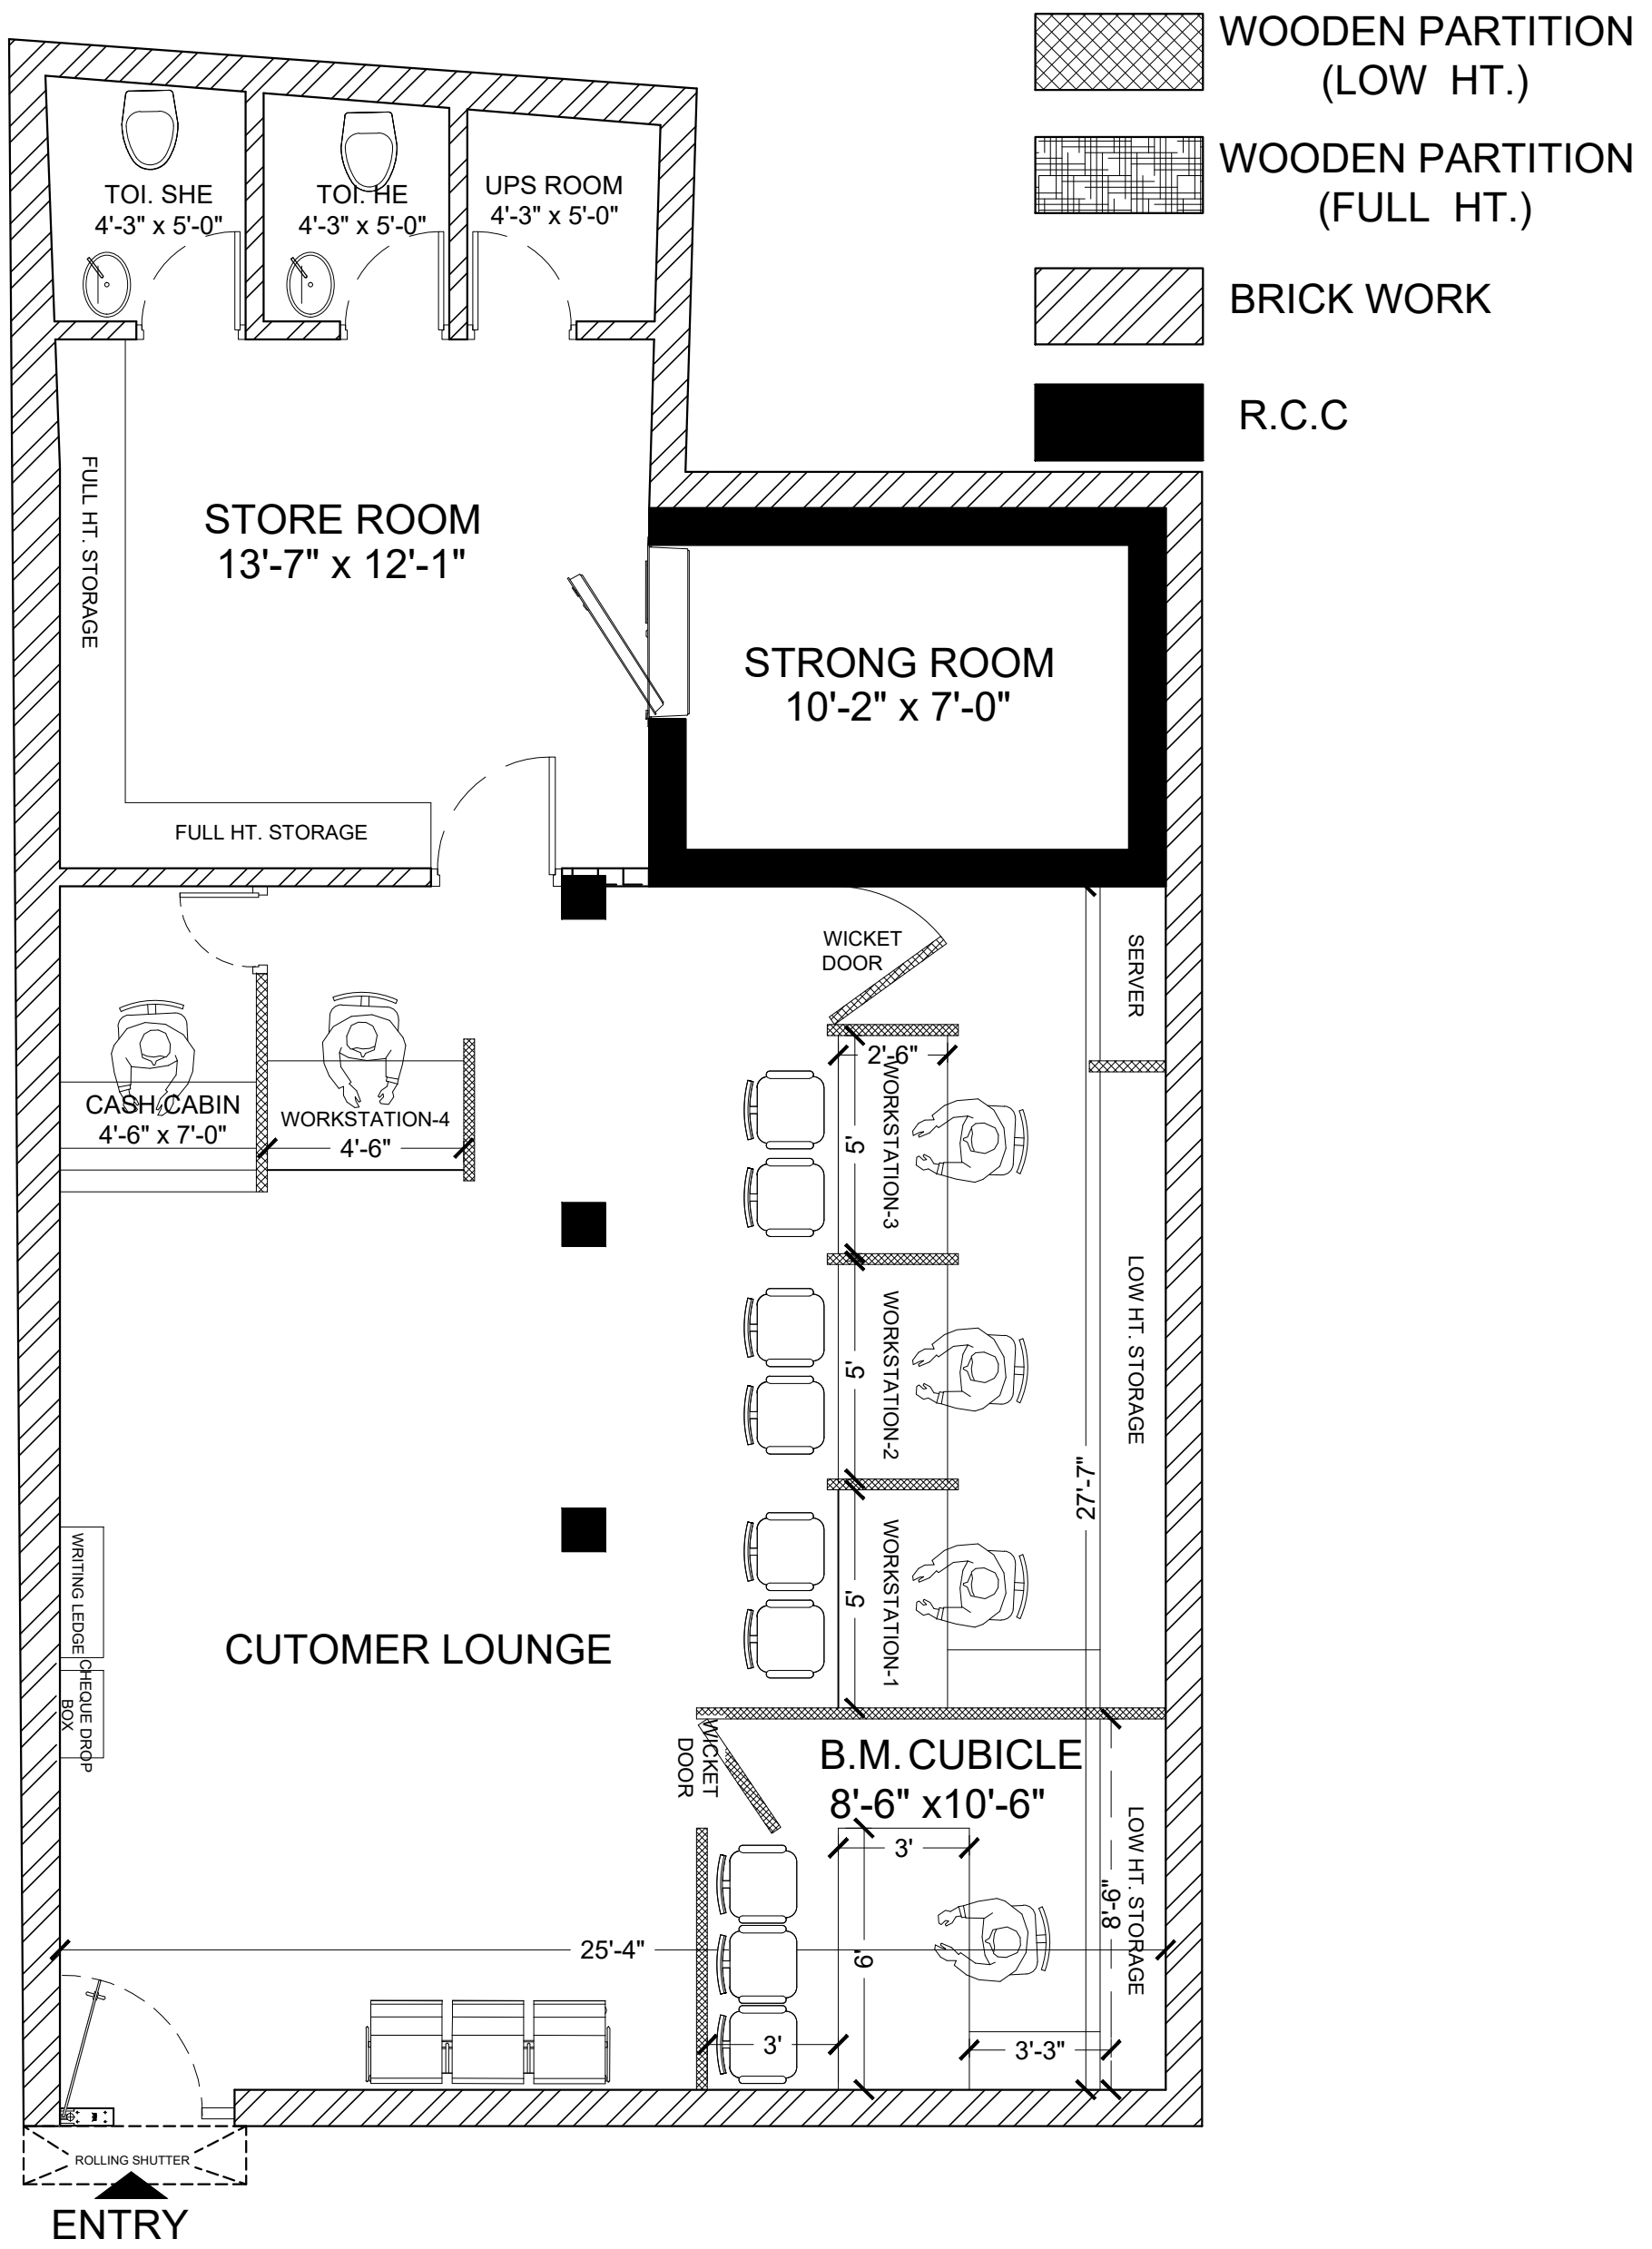 WOODEN PARTITION
(LOW HT.)
WOODEN PARTITION
(FULL HT.)
BRICK WORK
R.C.C
TOI. SHE
4'-3" x 5'-0"
TOI. HE
4'-3" x 5'-0"
UPS ROOM
4'-3" x 5'-0"
FULL HT. STORAGE
STORE ROOM
13'-7" x 12'-1"
STRONG ROOM
10'-2" x 7'-0"
FULL HT. STORAGE
WICKET
DOOR
SERVER
2'-6"
CASH CABIN
4'-6" x 7'-0"
WORKSTATION-4
4'-6"
5'
WORKSTATION-3
LOW HT. STORAGE
5'
WORKSTATION-2
27'-7"
5'
WORKSTATION-1
WRITING LEDGE
CHEQUE DROP
BOX
CUTOMER LOUNGE
WICKET
DOOR
B.M. CUBICLE
8'-6" x10'-6"
3'
LOW HT. STORAGE
8'-6"
25'-4"
6'
3'
3'-3"
ROLLING SHUTTER
ENTRY